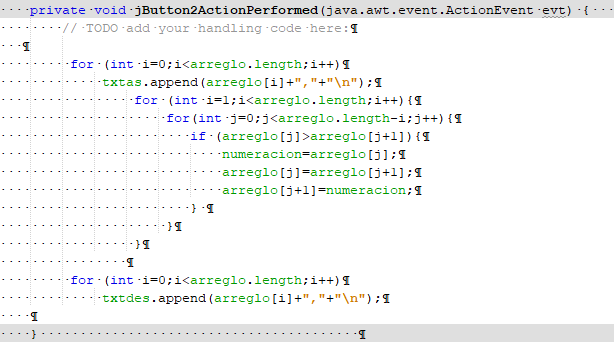 private void jButton2ActionPerformed(java.awt.event.ActionEvent evt) {
// TODO add your handling code here:¶
¶
for (int i=0;i<arreglo.length;i++)¶
txtas.append(arreglo[i]+","+"\n");¶
for (int i=1;i<arreglo.length;i++){¶
for(int j=0;j<arreglo.length-i;j++){¶
if (arreglo[j]>arreglo[j+1]){¶
numeracion=arreglo[j];¶
arreglo[j]=arreglo[j+1];¶
arreglo[j+1]=numeracion;¶
} ¶
}¶
}¶
¶
for (int i=0;i<arreglo.length;i++)¶
txtdes.append(arreglo[i]+","+"\n");¶
¶
} ¶